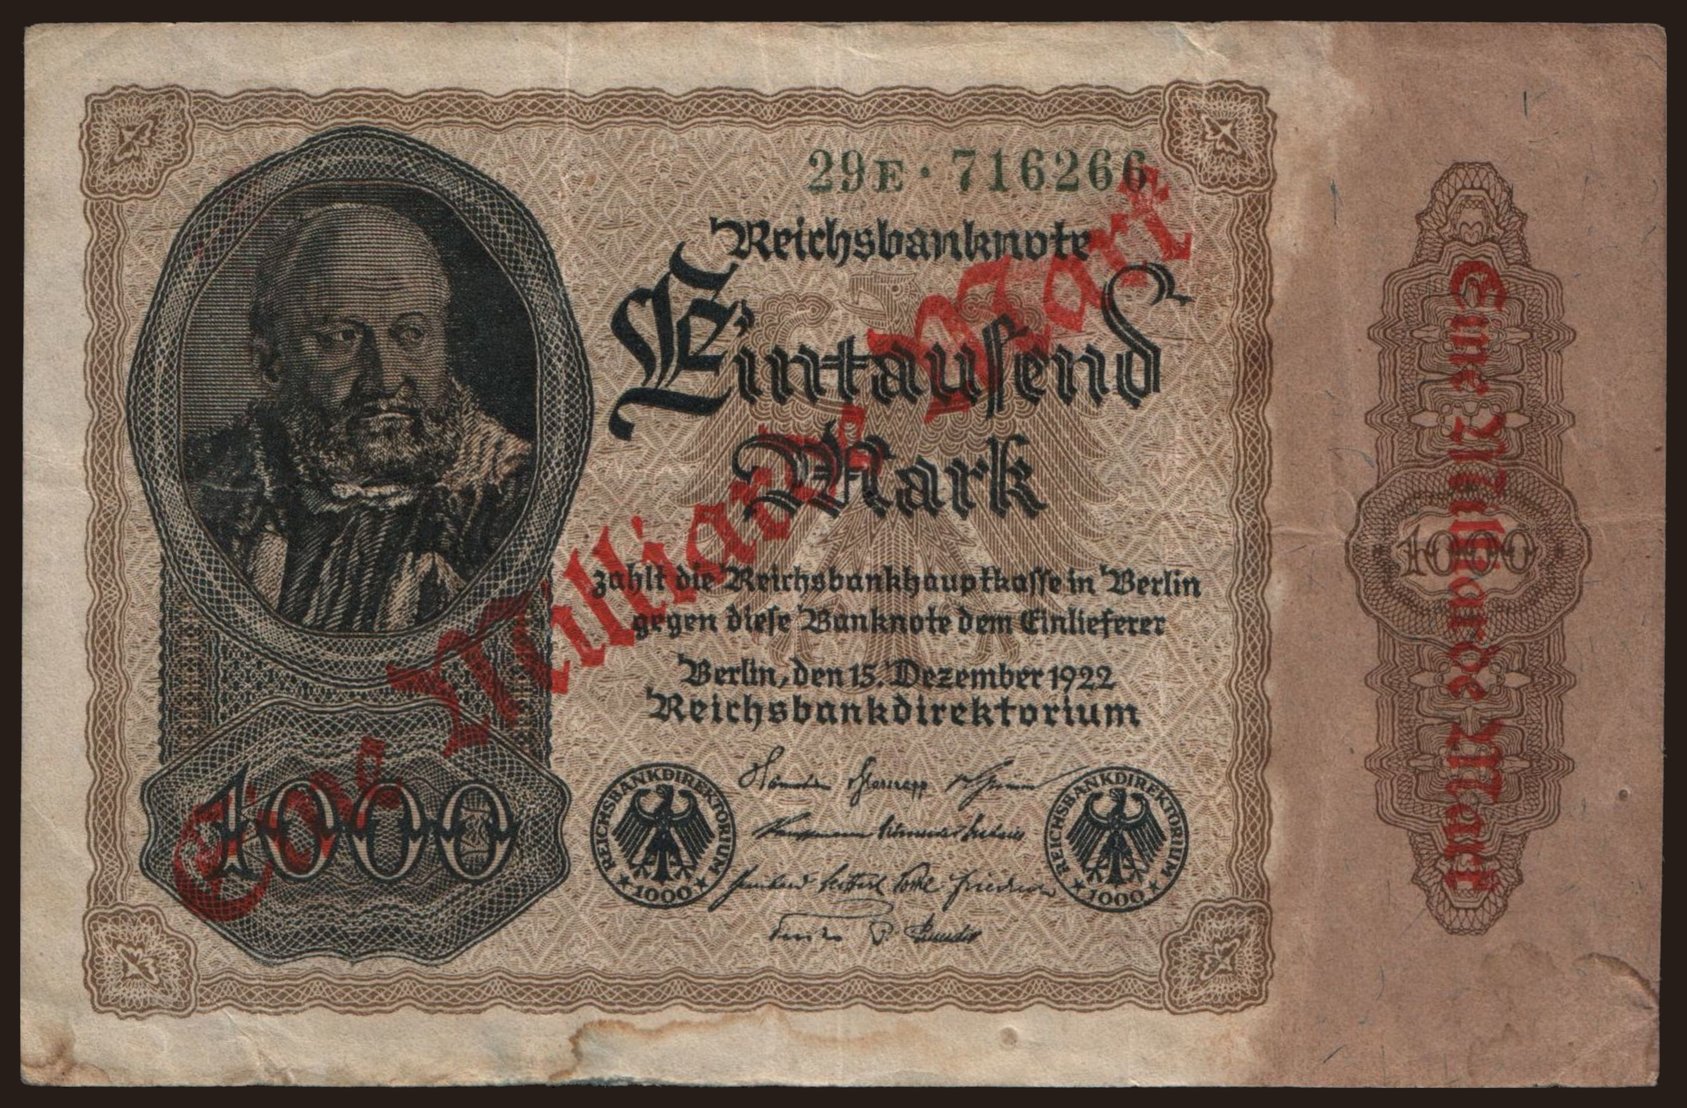 29E·716266
Reichsbanknote
Eintausend
Mark
zahlt die Reichsbankhauptkasse in Berlin
gegen diese Banknote dem Einlieferer
Berlin, den 15. Dezember 1922
Reichsbankdirektorium
Eine Milliarde Mark
1000
REICHSBANKDIREKTORIUM
1000
REICHSBANKDIREKTORIUM
1000
Eine Milliarde Mark
1000